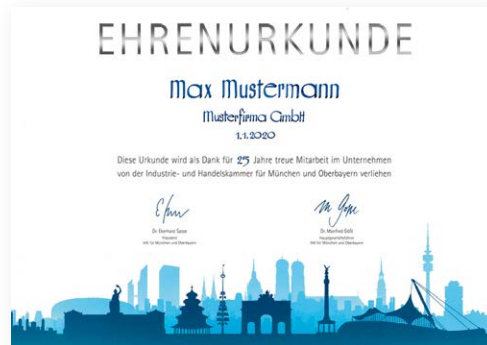 EHRENURKUNDE
Max Mustermann
Musterfirma GmbH
1.1.2020
Diese Urkunde wird als Dank für 25 Jahre treue Mitarbeit im Unternehmen
von der Industrie- und Handelskammer für München und Oberbayern verliehen
Dr. Eberhard Sasse
Präsident
IHK für München und Oberbayern
Dr. Manfred Gößl
Hauptgeschäftsführer
IHK für München und Oberbayern